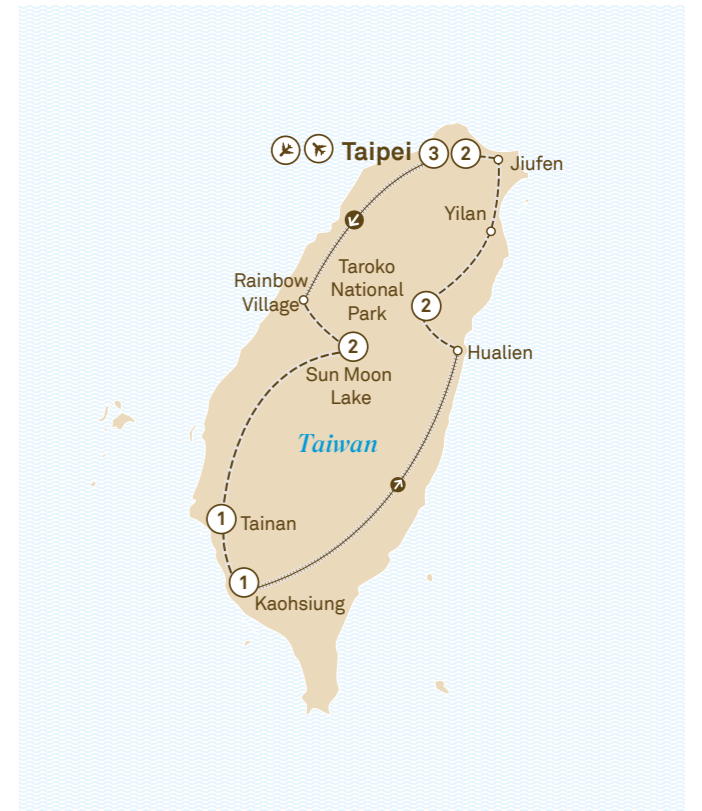 Taipei
3
2
Jiufen
Yilan
Taroko
National
Park
2
Rainbow
Village
Hualien
2
Sun Moon
Lake
Taiwan
1
Tainan
1
Kaohsiung